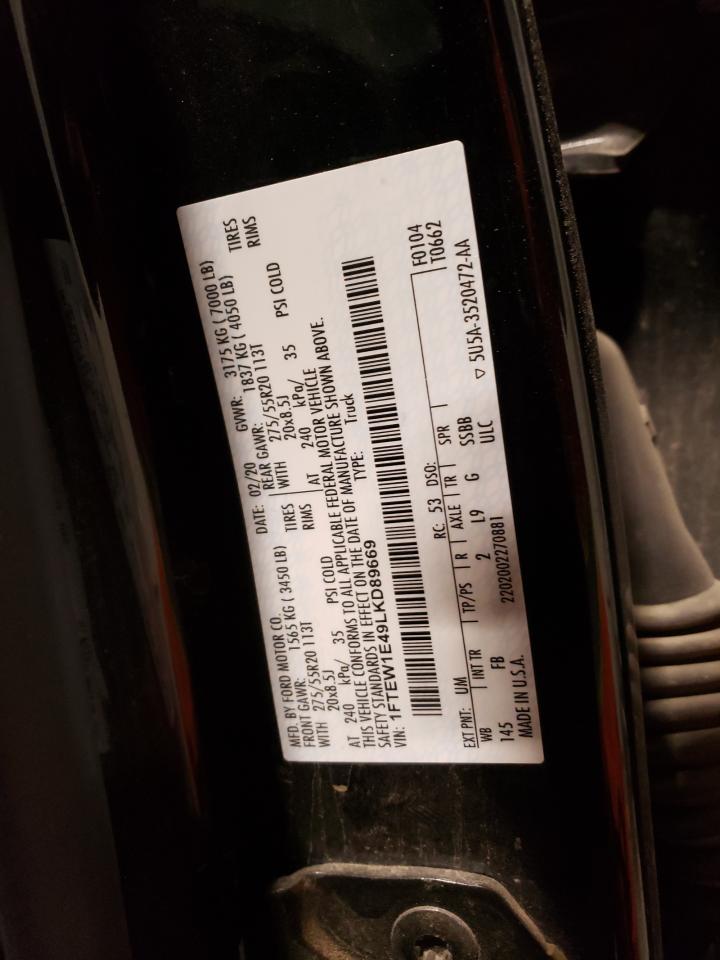 MFD. BY FORD MOTOR CO. DATE: 02/20 GVWR: 3175 KG ( 7000 LB)
FRONT GAWR: 1565 KG ( 3450 LB) REAR GAWR: 1837 KG ( 4050 LB)
WITH 275/55R20 113T TIRES WITH 275/55R20 113T TIRES
20x8.5J RIMS 20x8.5J RIMS
AT 240 kPa/ 35 PSI COLD AT 240 kPa/ 35 PSI COLD
THIS VEHICLE CONFORMS TO ALL APPLICABLE FEDERAL MOTOR VEHICLE
SAFETY STANDARDS IN EFFECT ON THE DATE OF MANUFACTURE SHOWN ABOVE.
VIN: 1FTEW1E49LKD89669 TYPE: Truck
F0104
T0662
EXT PNT: UM RC: 53 DSO:
WB INT TR TP/PS R AXLE TR SPR
145 FB 2 L9 G SSBB
MADE IN U.S.A. 2202002270881 ULC ▽ 5U5A-3520472-AA